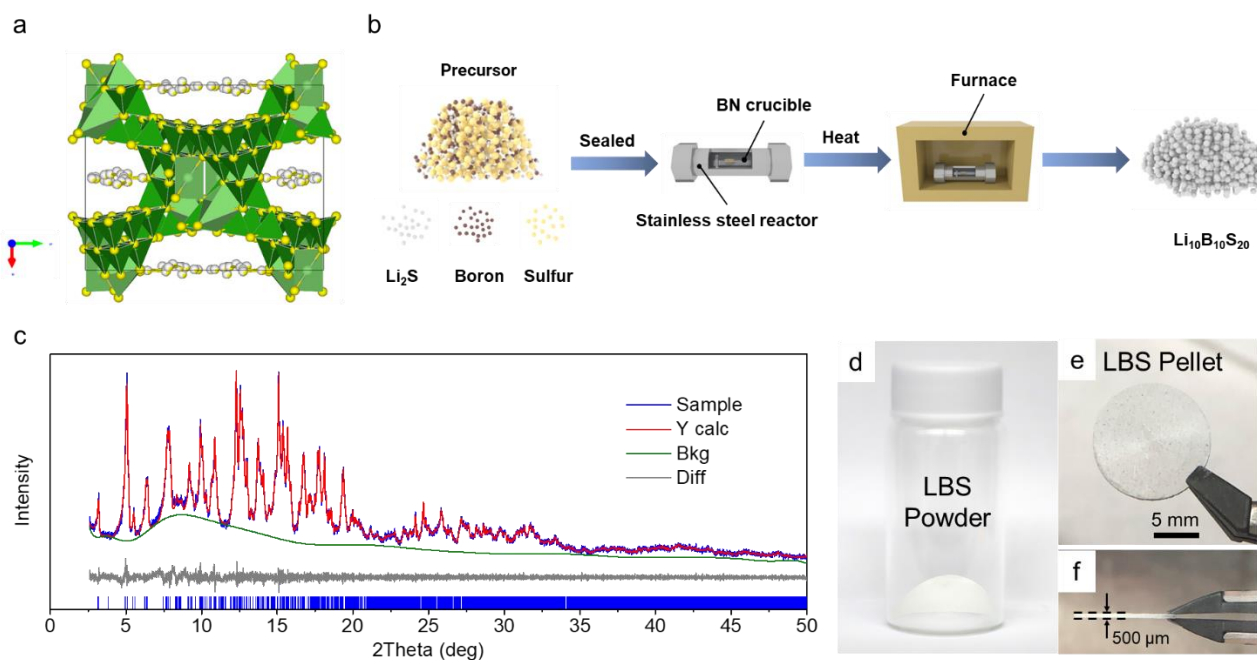 a
b
Precursor
Li₂S
Boron
Sulfur
Sealed
BN crucible
Stainless steel reactor
Heat
Furnace
Li₁₀B₁₀S₂₀
c
Intensity
Sample
Y calc
Bkg
Diff
0
5
10
15
20
25
30
35
40
45
50
2Theta (deg)
d
LBS
Powder
e
LBS Pellet
5 mm
f
500 μm